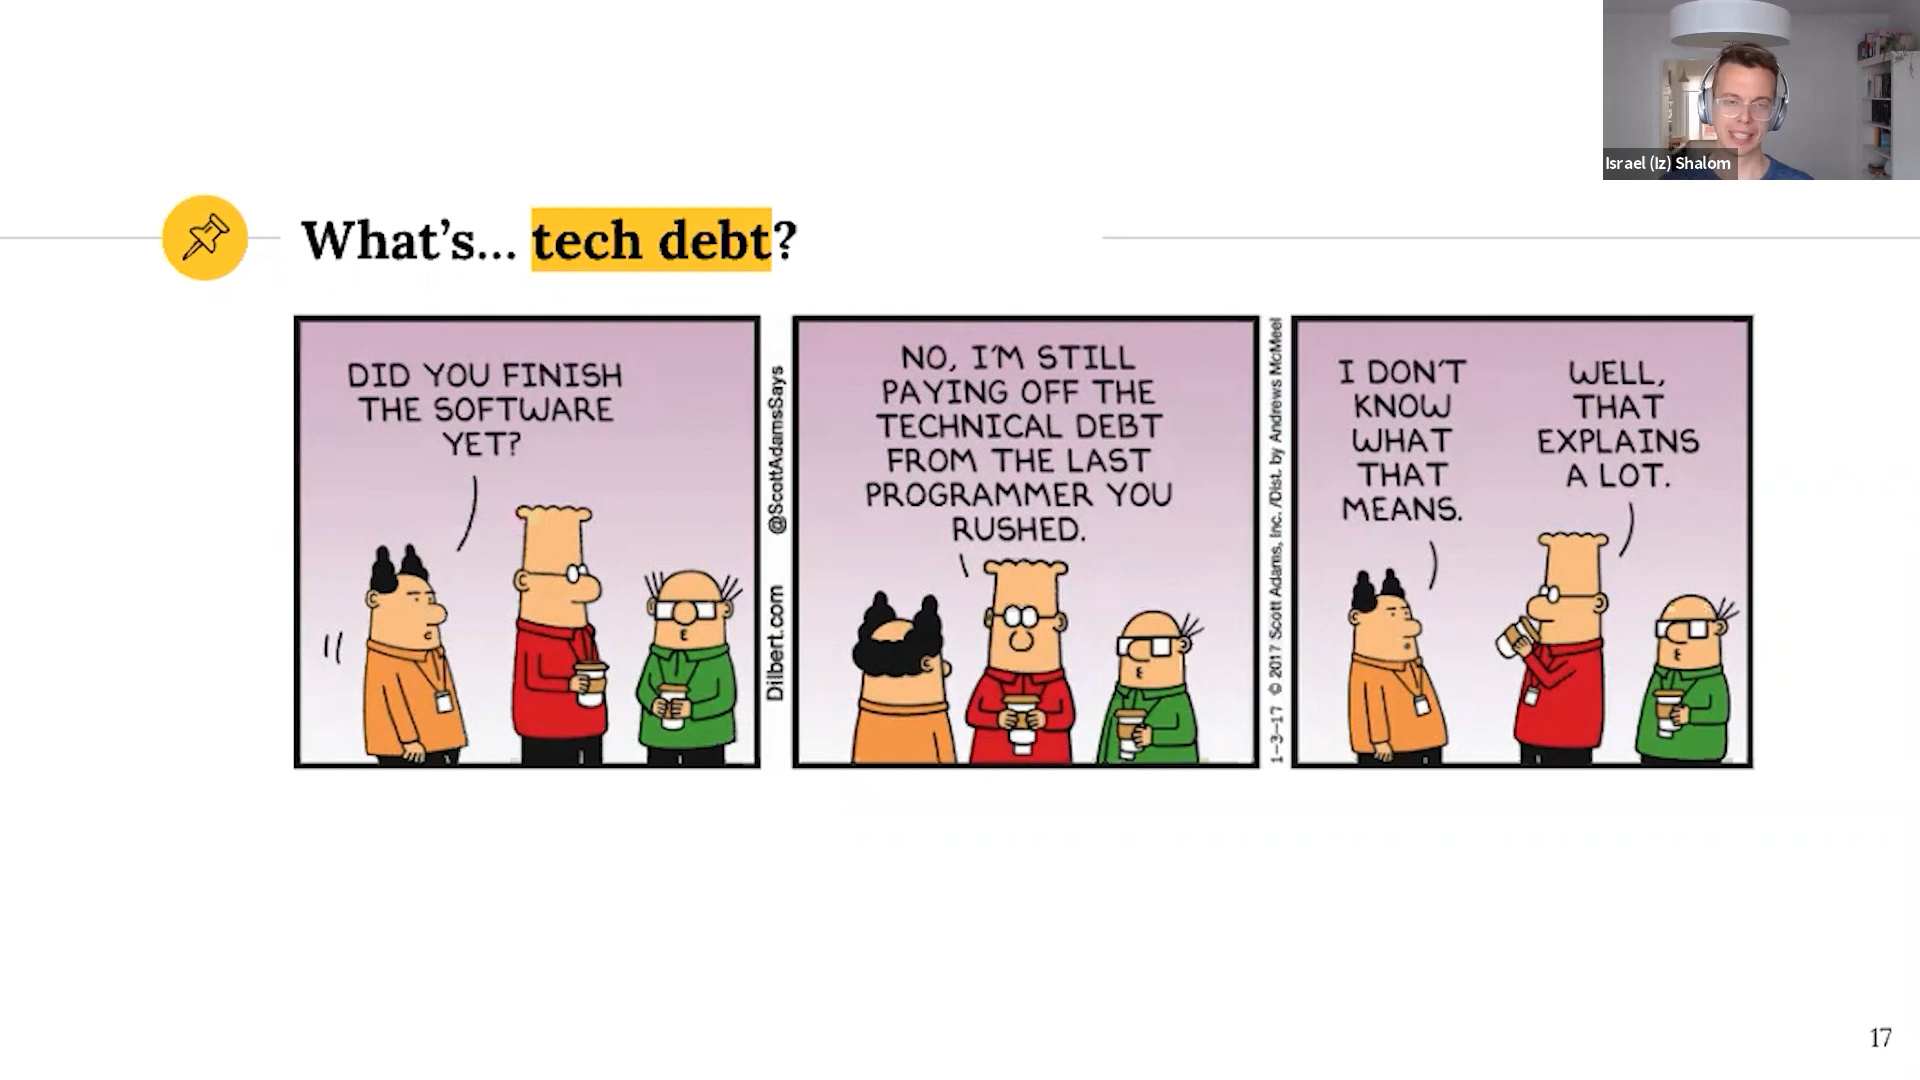 Israel (Iz) Shalom
What's... tech debt?
DID YOU FINISH
THE SOFTWARE
YET?
Dilbert.com @ScottAdamsSays
NO, I'M STILL
PAYING OFF THE
TECHNICAL DEBT
FROM THE LAST
PROGRAMMER YOU
RUSHED.
1-3-17 © 2017 Scott Adams, Inc. /Dist. by Andrews McMeel
I DON'T
KNOW
WHAT
THAT
MEANS.
WELL,
THAT
EXPLAINS
A LOT.
17